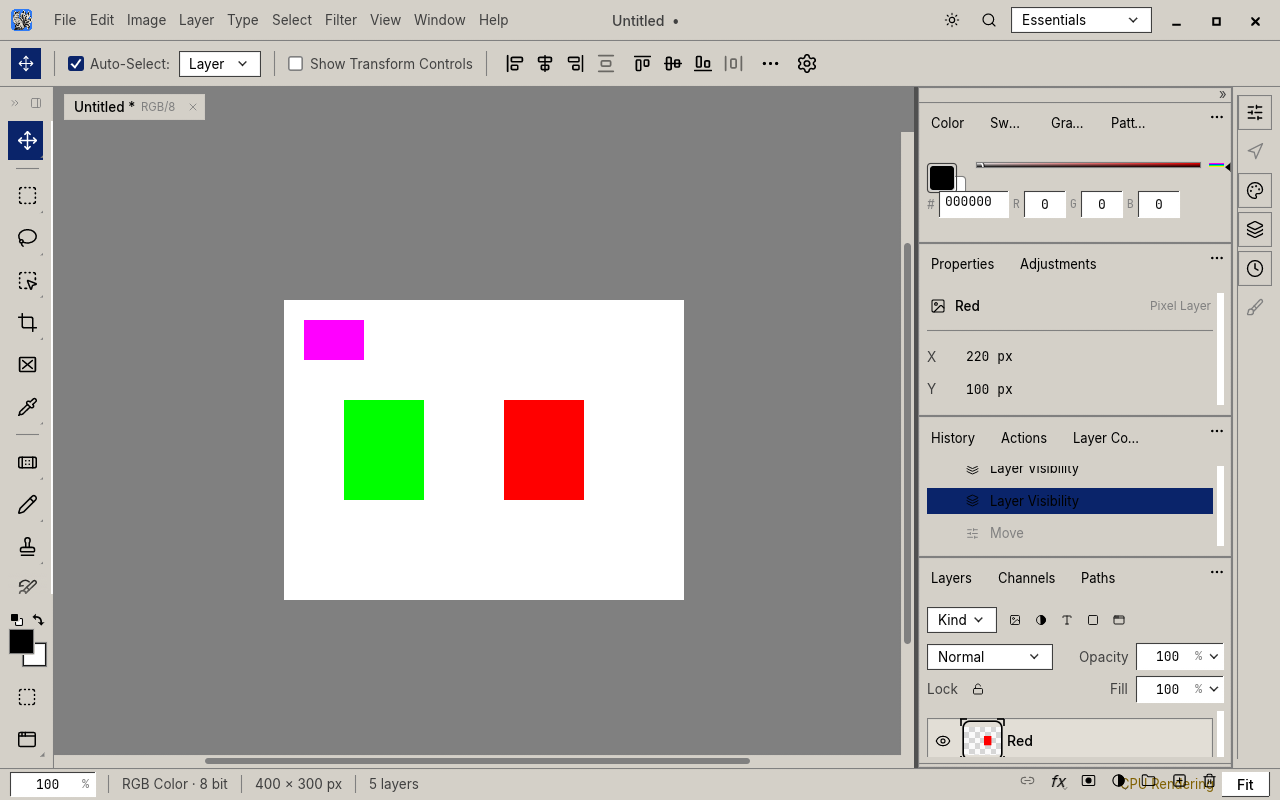 File Edit Image Layer Type Select Filter View Window Help
Untitled •
Essentials
Auto-Select: Layer
Show Transform Controls
Untitled * RGB/8
Color Sw... Gra... Patt...
# 000000 R 0 G 0 B 0
Properties Adjustments
Red Pixel Layer
X 220 px
Y 100 px
History Actions Layer Co...
Layer Visibility
Layer Visibility
Move
Layers Channels Paths
Kind
Normal Opacity 100 %
Lock Fill 100 %
Red
100 % RGB Color · 8 bit 400 × 300 px 5 layers fx CPU Rendering Fit